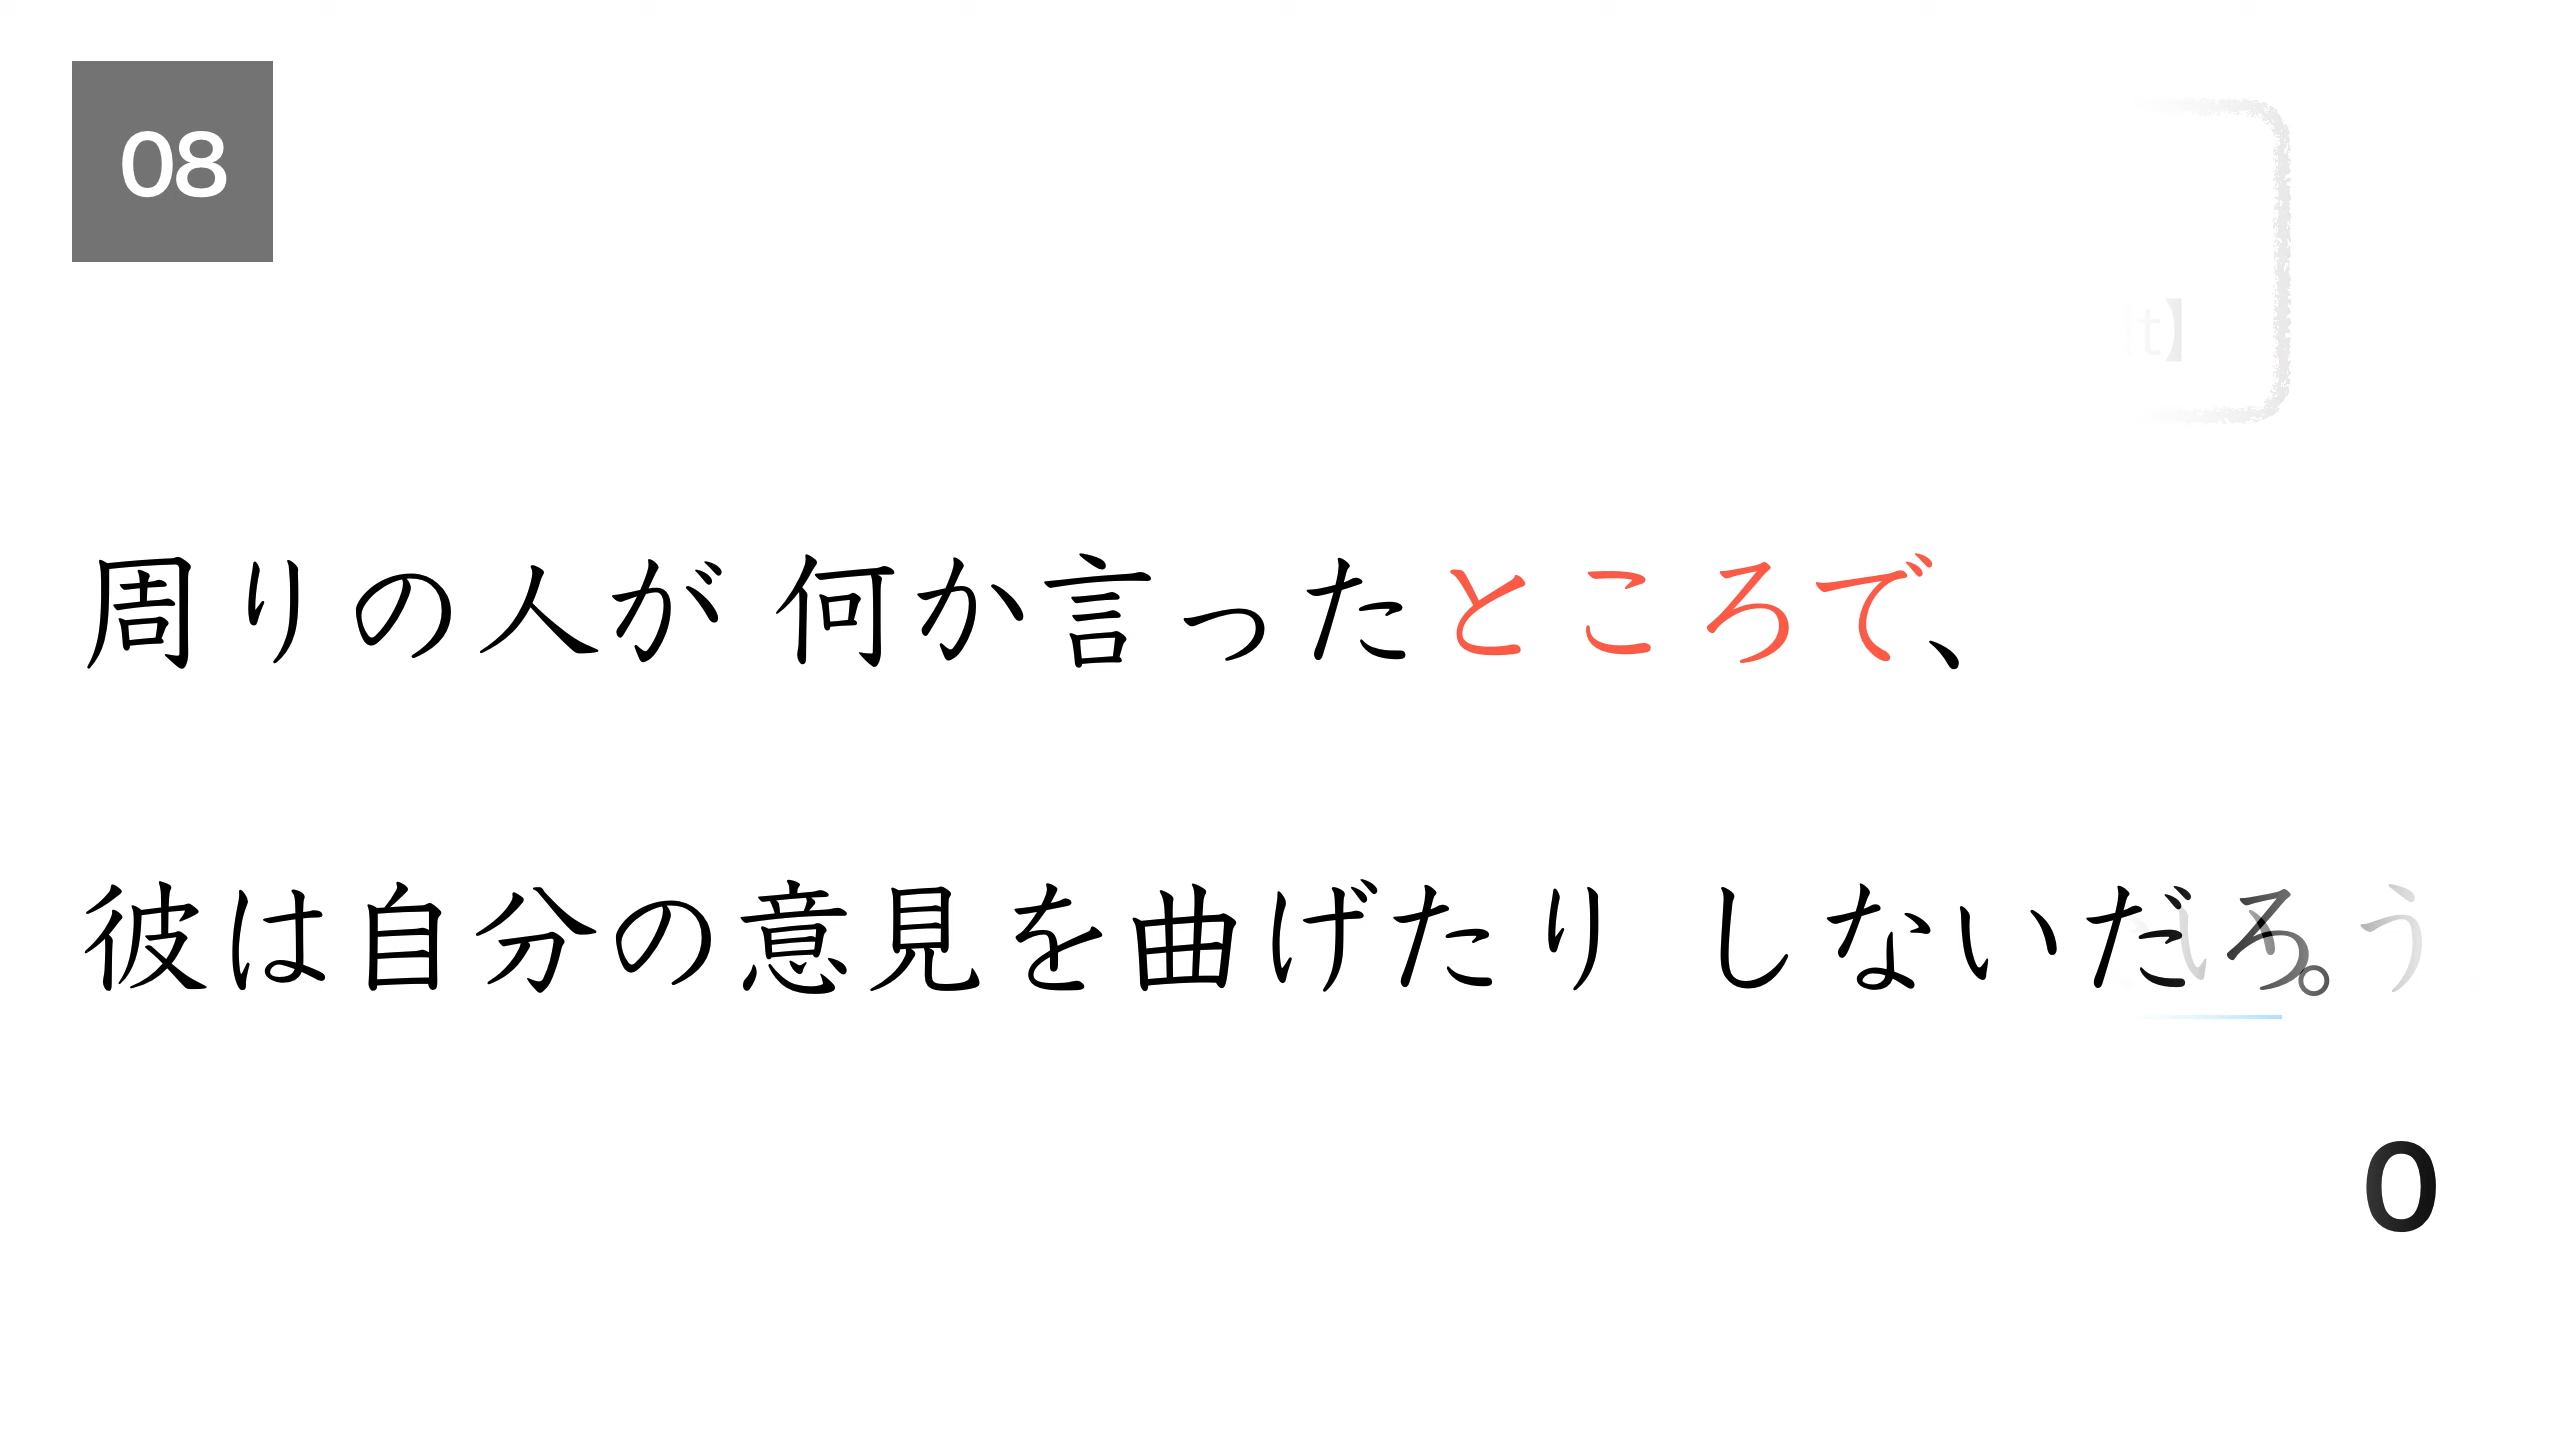 08
lt】
周りの人が 何か言ったところで、
彼は自分の意見を曲げたり しないだろう。
0